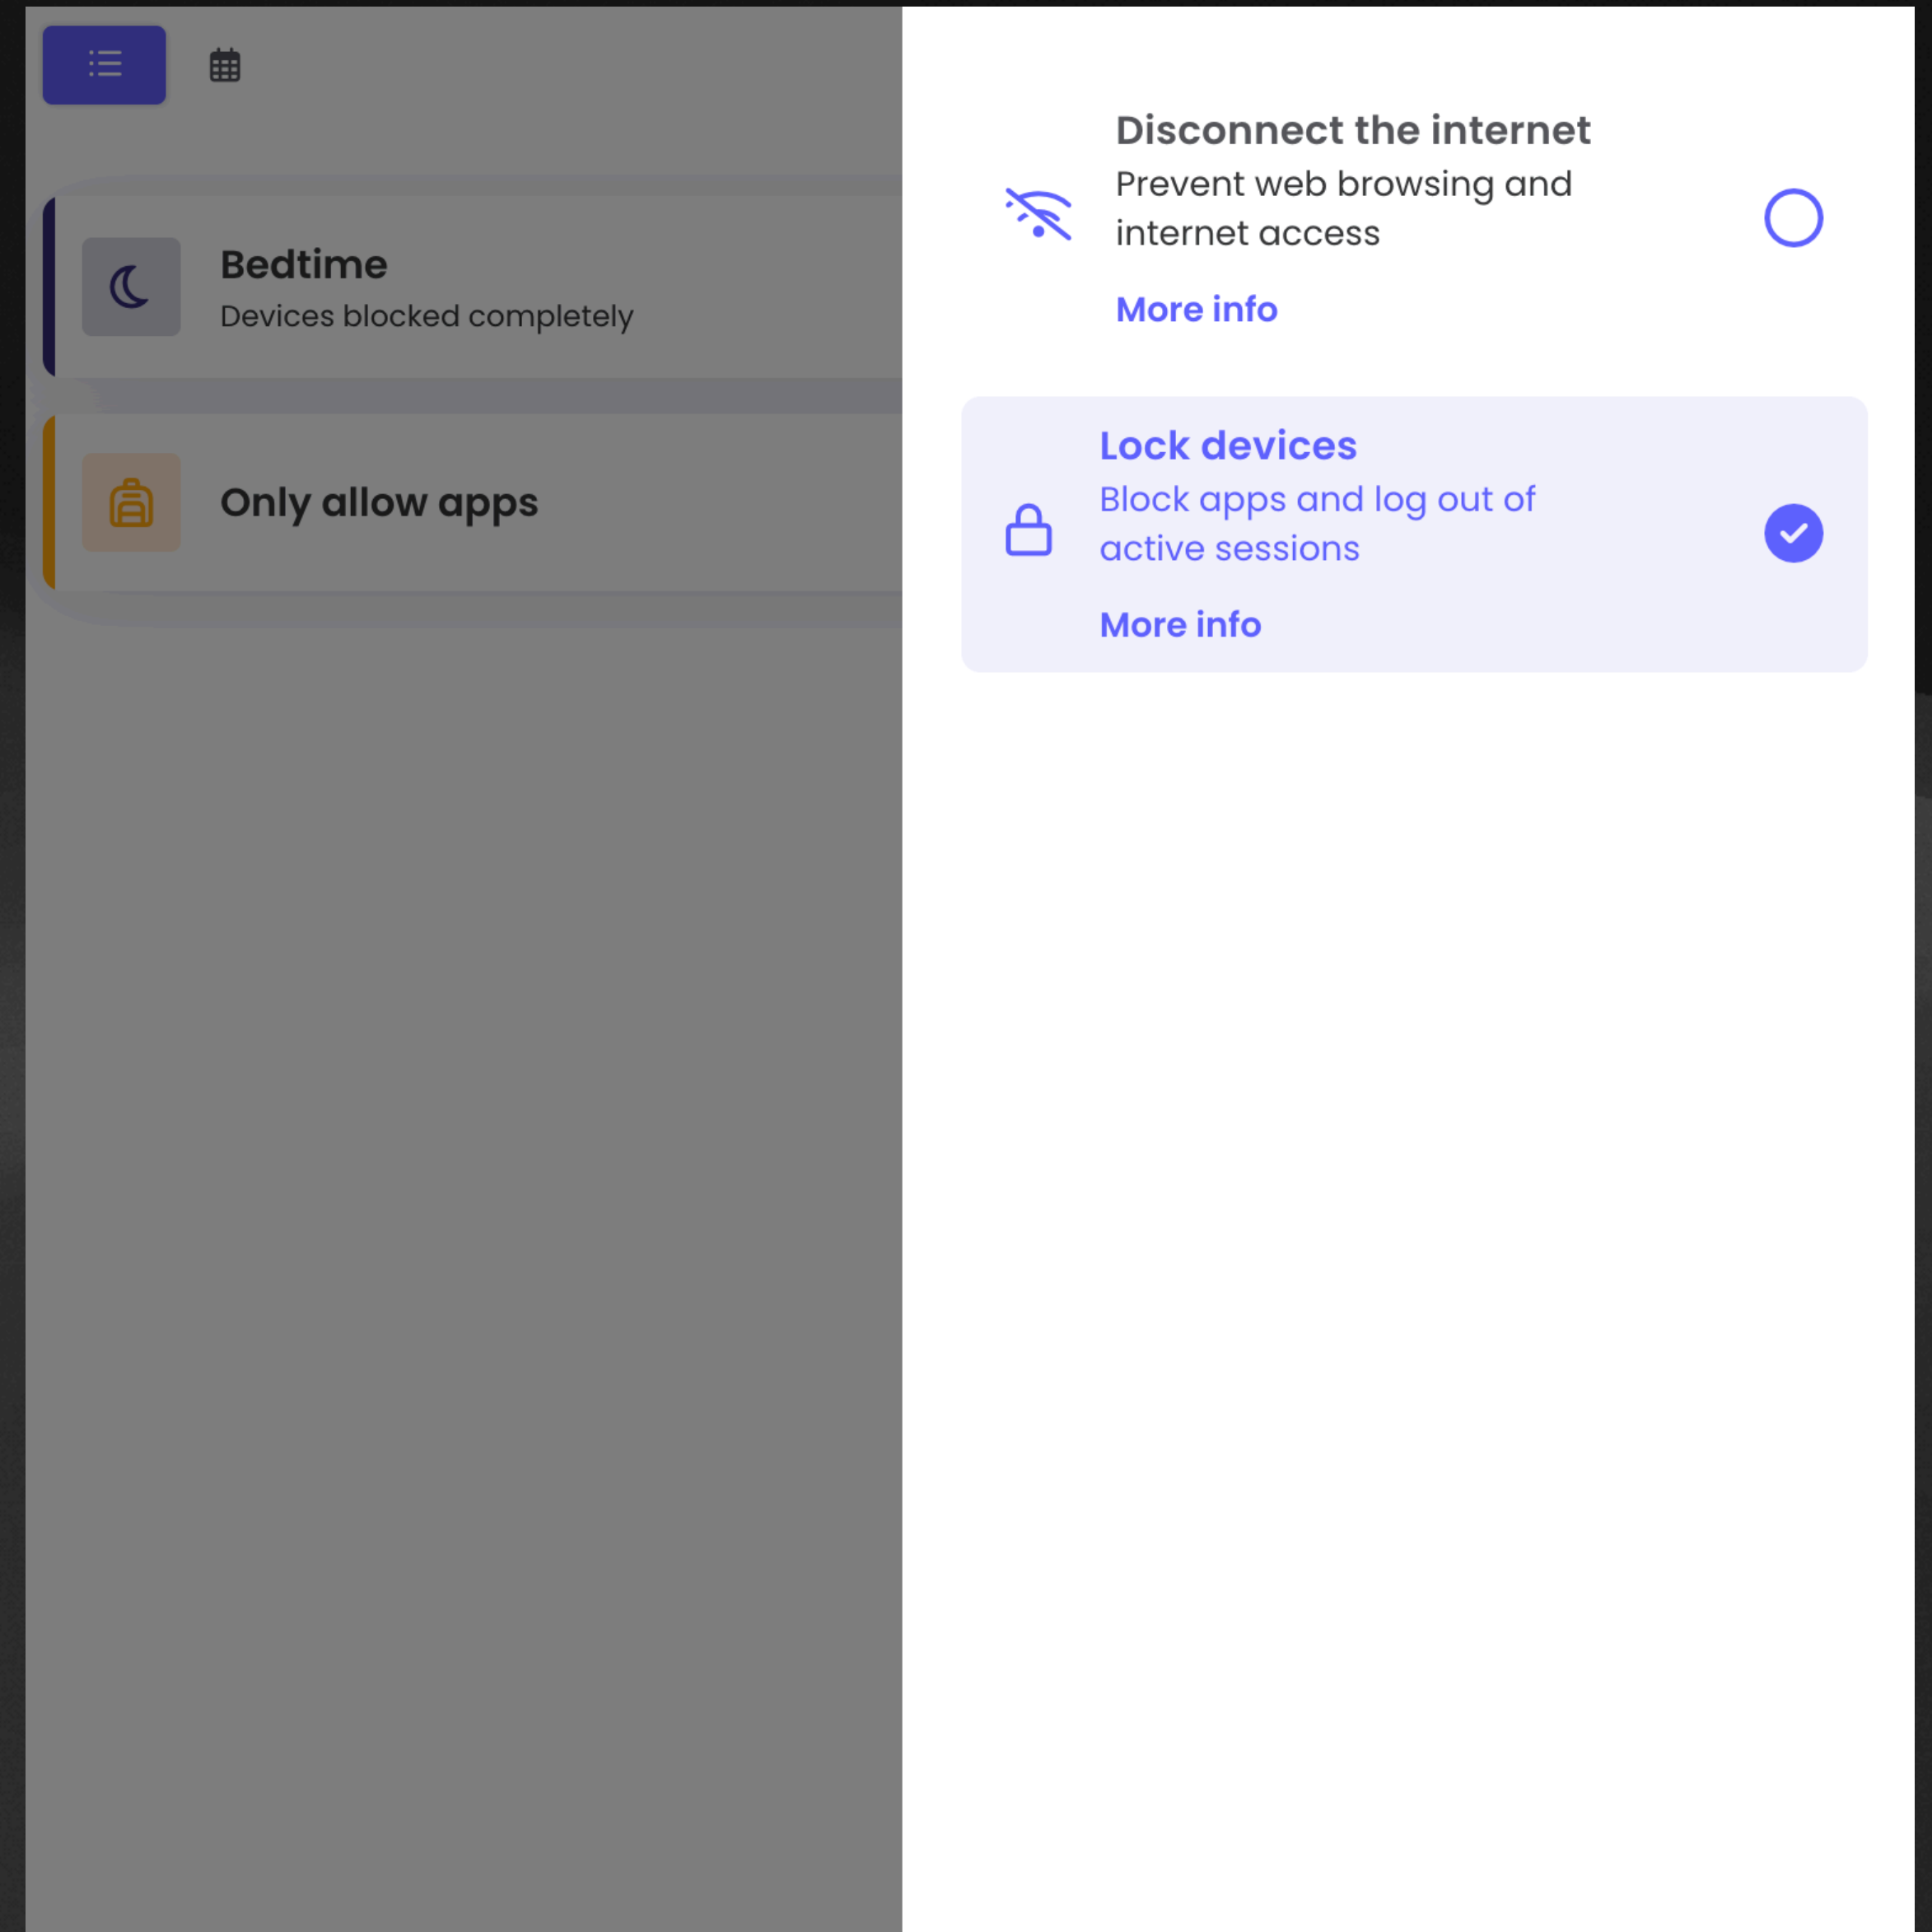 Bedtime
Devices blocked completely
Only allow apps
Disconnect the internet
Prevent web browsing and
internet access
More info
Lock devices
Block apps and log out of
active sessions
More info